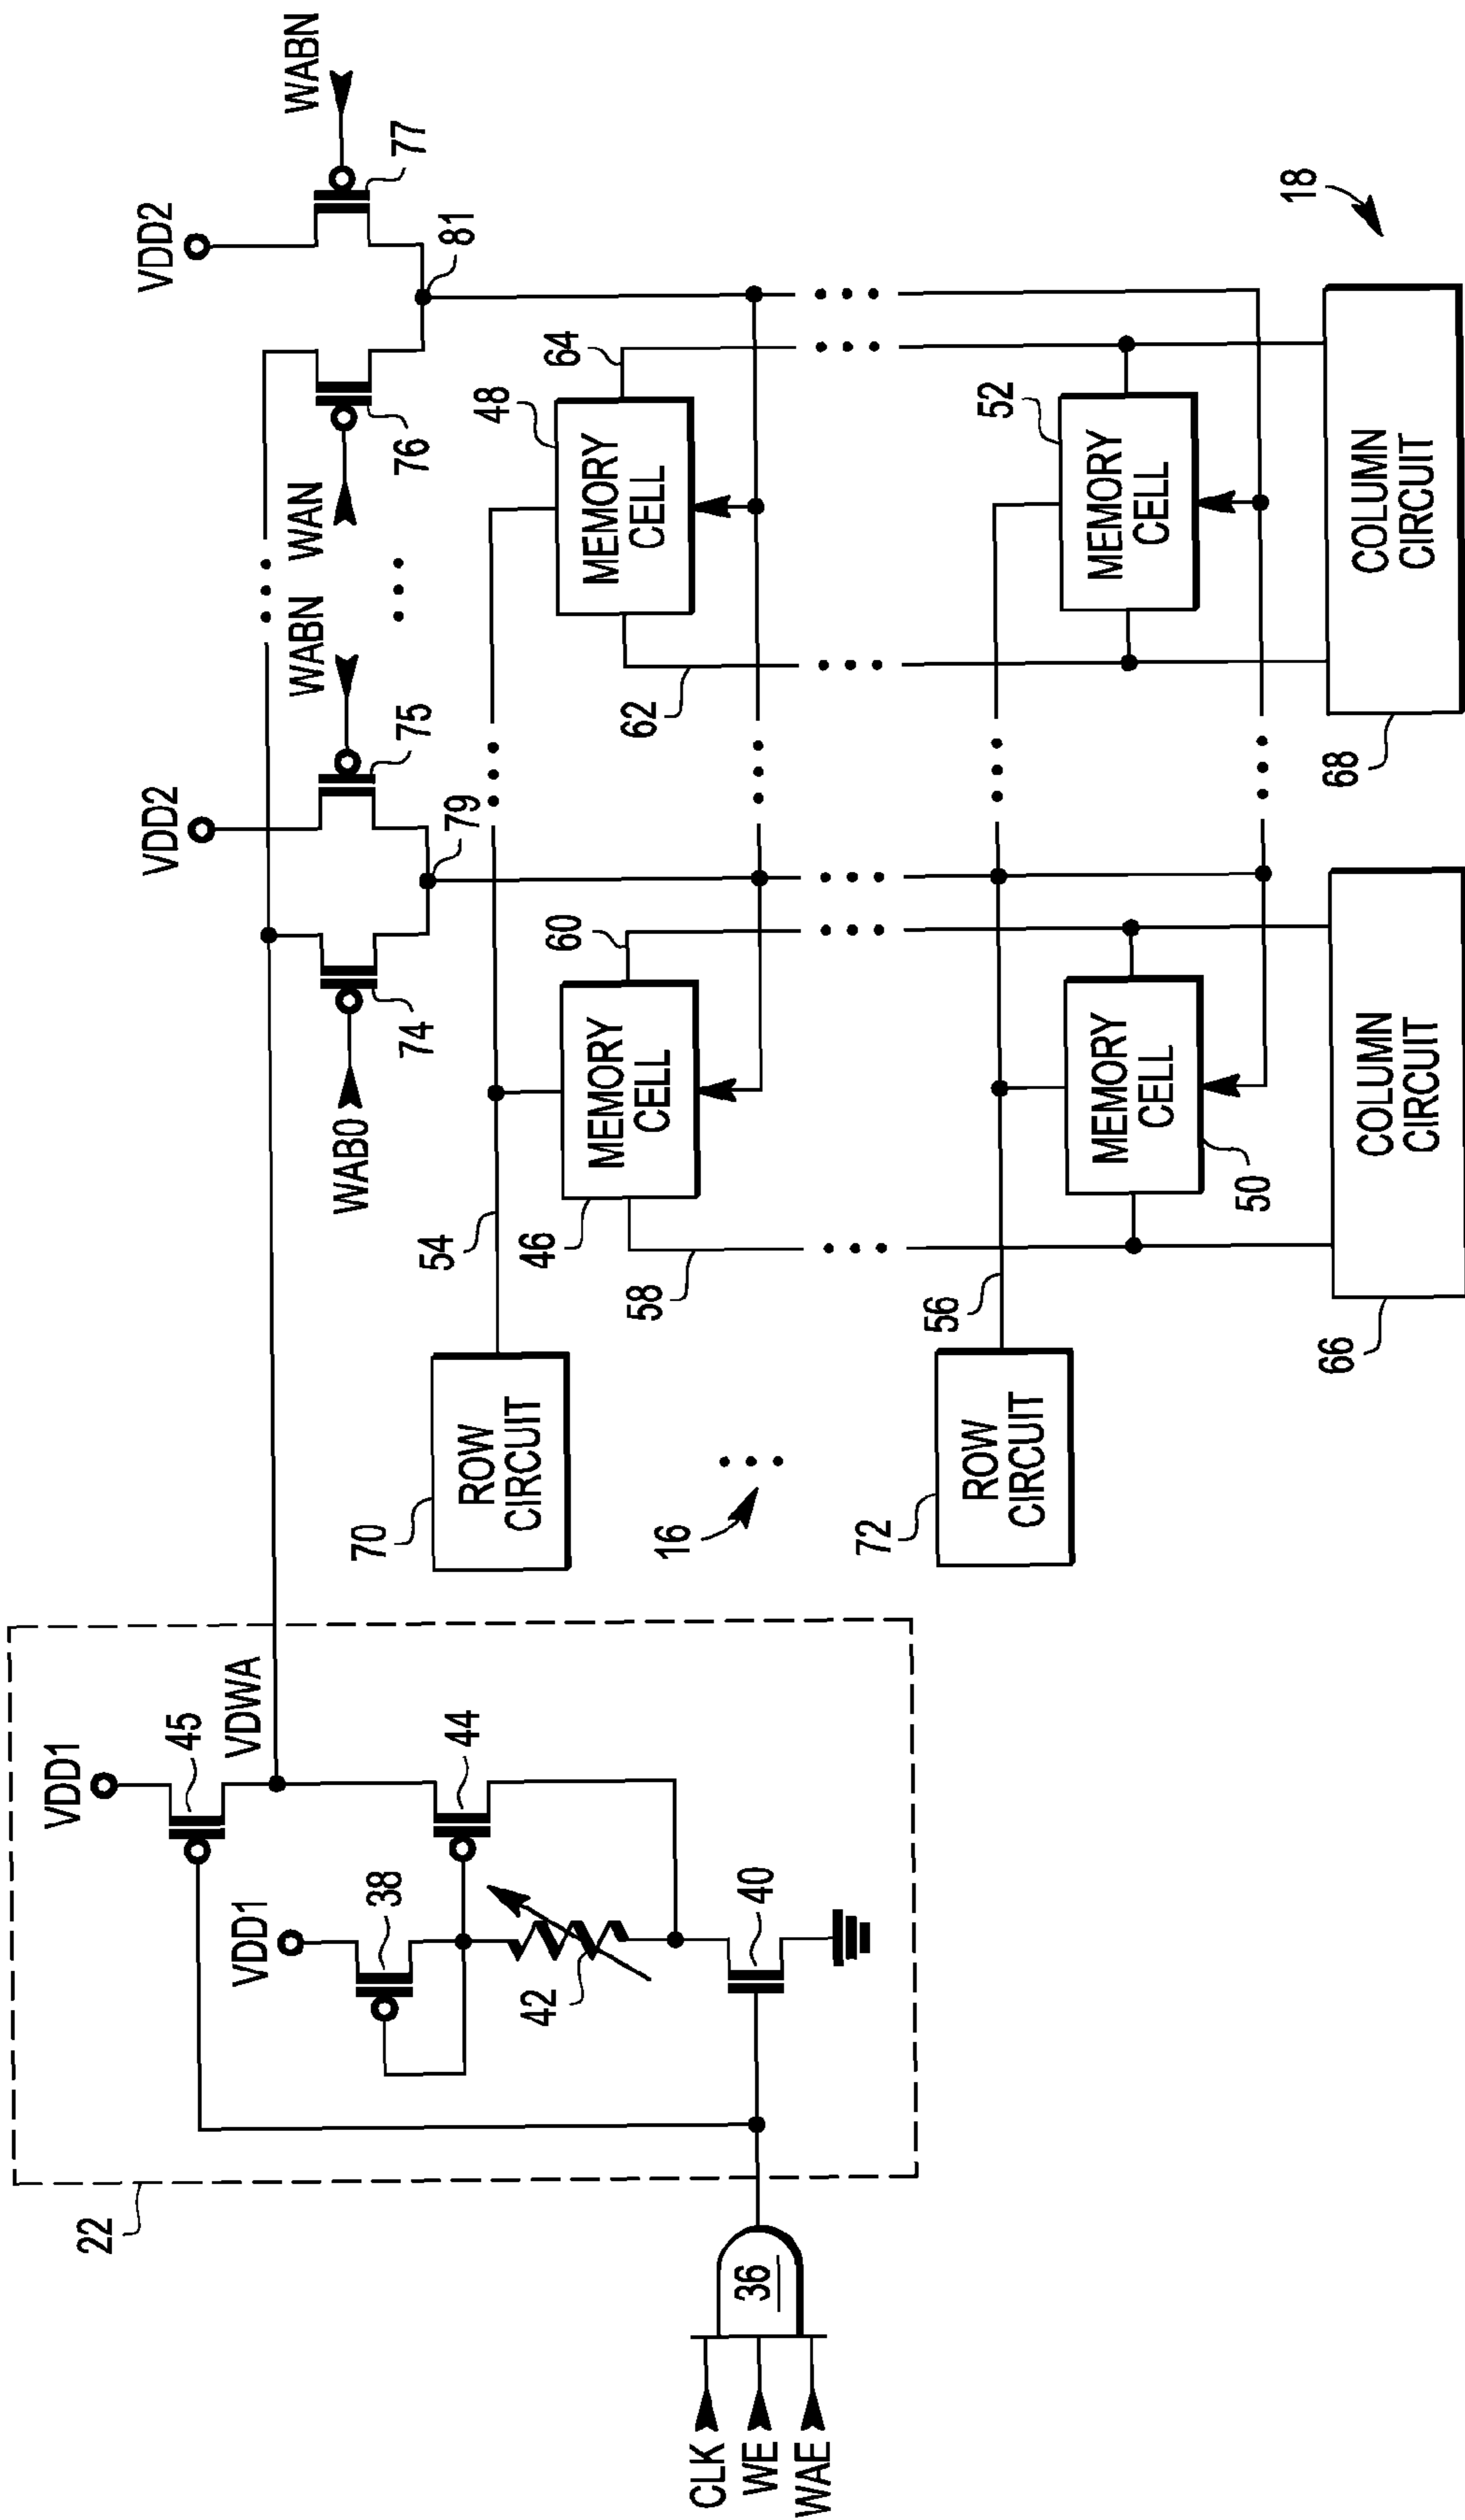 22
VDD1
45
VDWA
VDD1
38
44
42
40
CLK
WE
WAE
36
VDD2
VDD2
WAB0
74
WABN
75
79
WAN
76
WABN
77
81
70
ROW
CIRCUIT
54
46
MEMORY
CELL
60
58
48
MEMORY
CELL
64
62
16
72
ROW
CIRCUIT
56
50
MEMORY
CELL
52
MEMORY
CELL
18
66
COLUMN
CIRCUIT
68
COLUMN
CIRCUIT